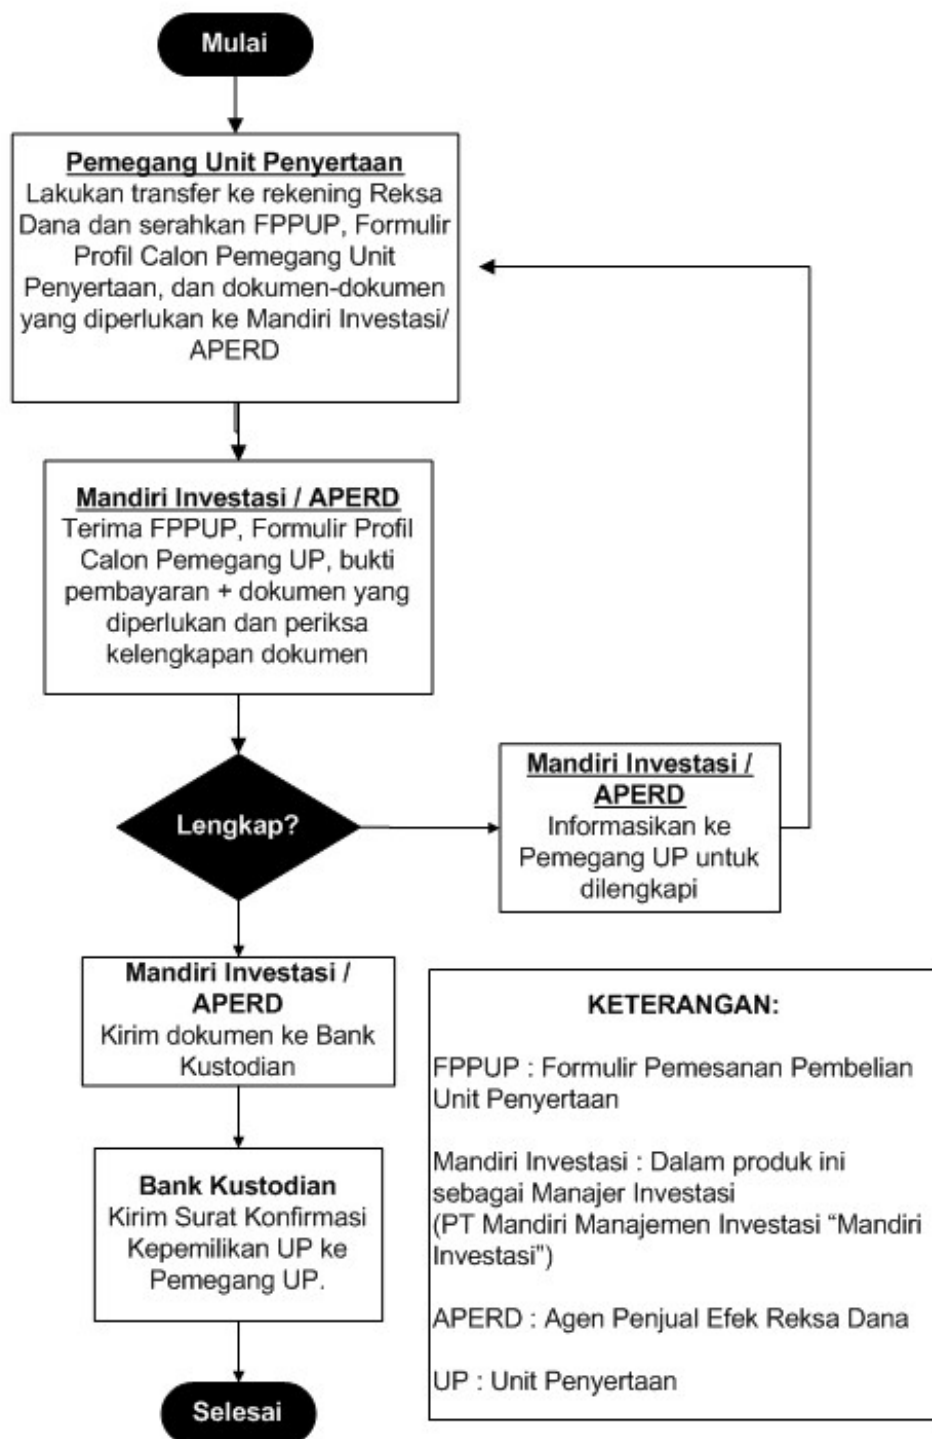 Mulai
Pemegang Unit Penyertaan
Lakukan transfer ke rekening Reksa
Dana dan serahkan FPPUP, Formulir
Profil Calon Pemegang Unit
Penyertaan, dan dokumen-dokumen
yang diperlukan ke Mandiri Investasi/
APERD
Mandiri Investasi / APERD
Terima FPPUP, Formulir Profil
Calon Pemegang UP, bukti
pembayaran + dokumen yang
diperlukan dan periksa
kelengkapan dokumen
Lengkap?
Mandiri Investasi /
APERD
Informasikan ke
Pemegang UP untuk
dilengkapi
Mandiri Investasi /
APERD
Kirim dokumen ke Bank
Kustodian
Bank Kustodian
Kirim Surat Konfirmasi
Kepemilikan UP ke
Pemegang UP.
Selesai
KETERANGAN:
FPPUP : Formulir Pemesanan Pembelian
Unit Penyertaan
Mandiri Investasi : Dalam produk ini
sebagai Manajer Investasi
(PT Mandiri Manajemen Investasi “Mandiri
Investasi”)
APERD : Agen Penjual Efek Reksa Dana
UP : Unit Penyertaan